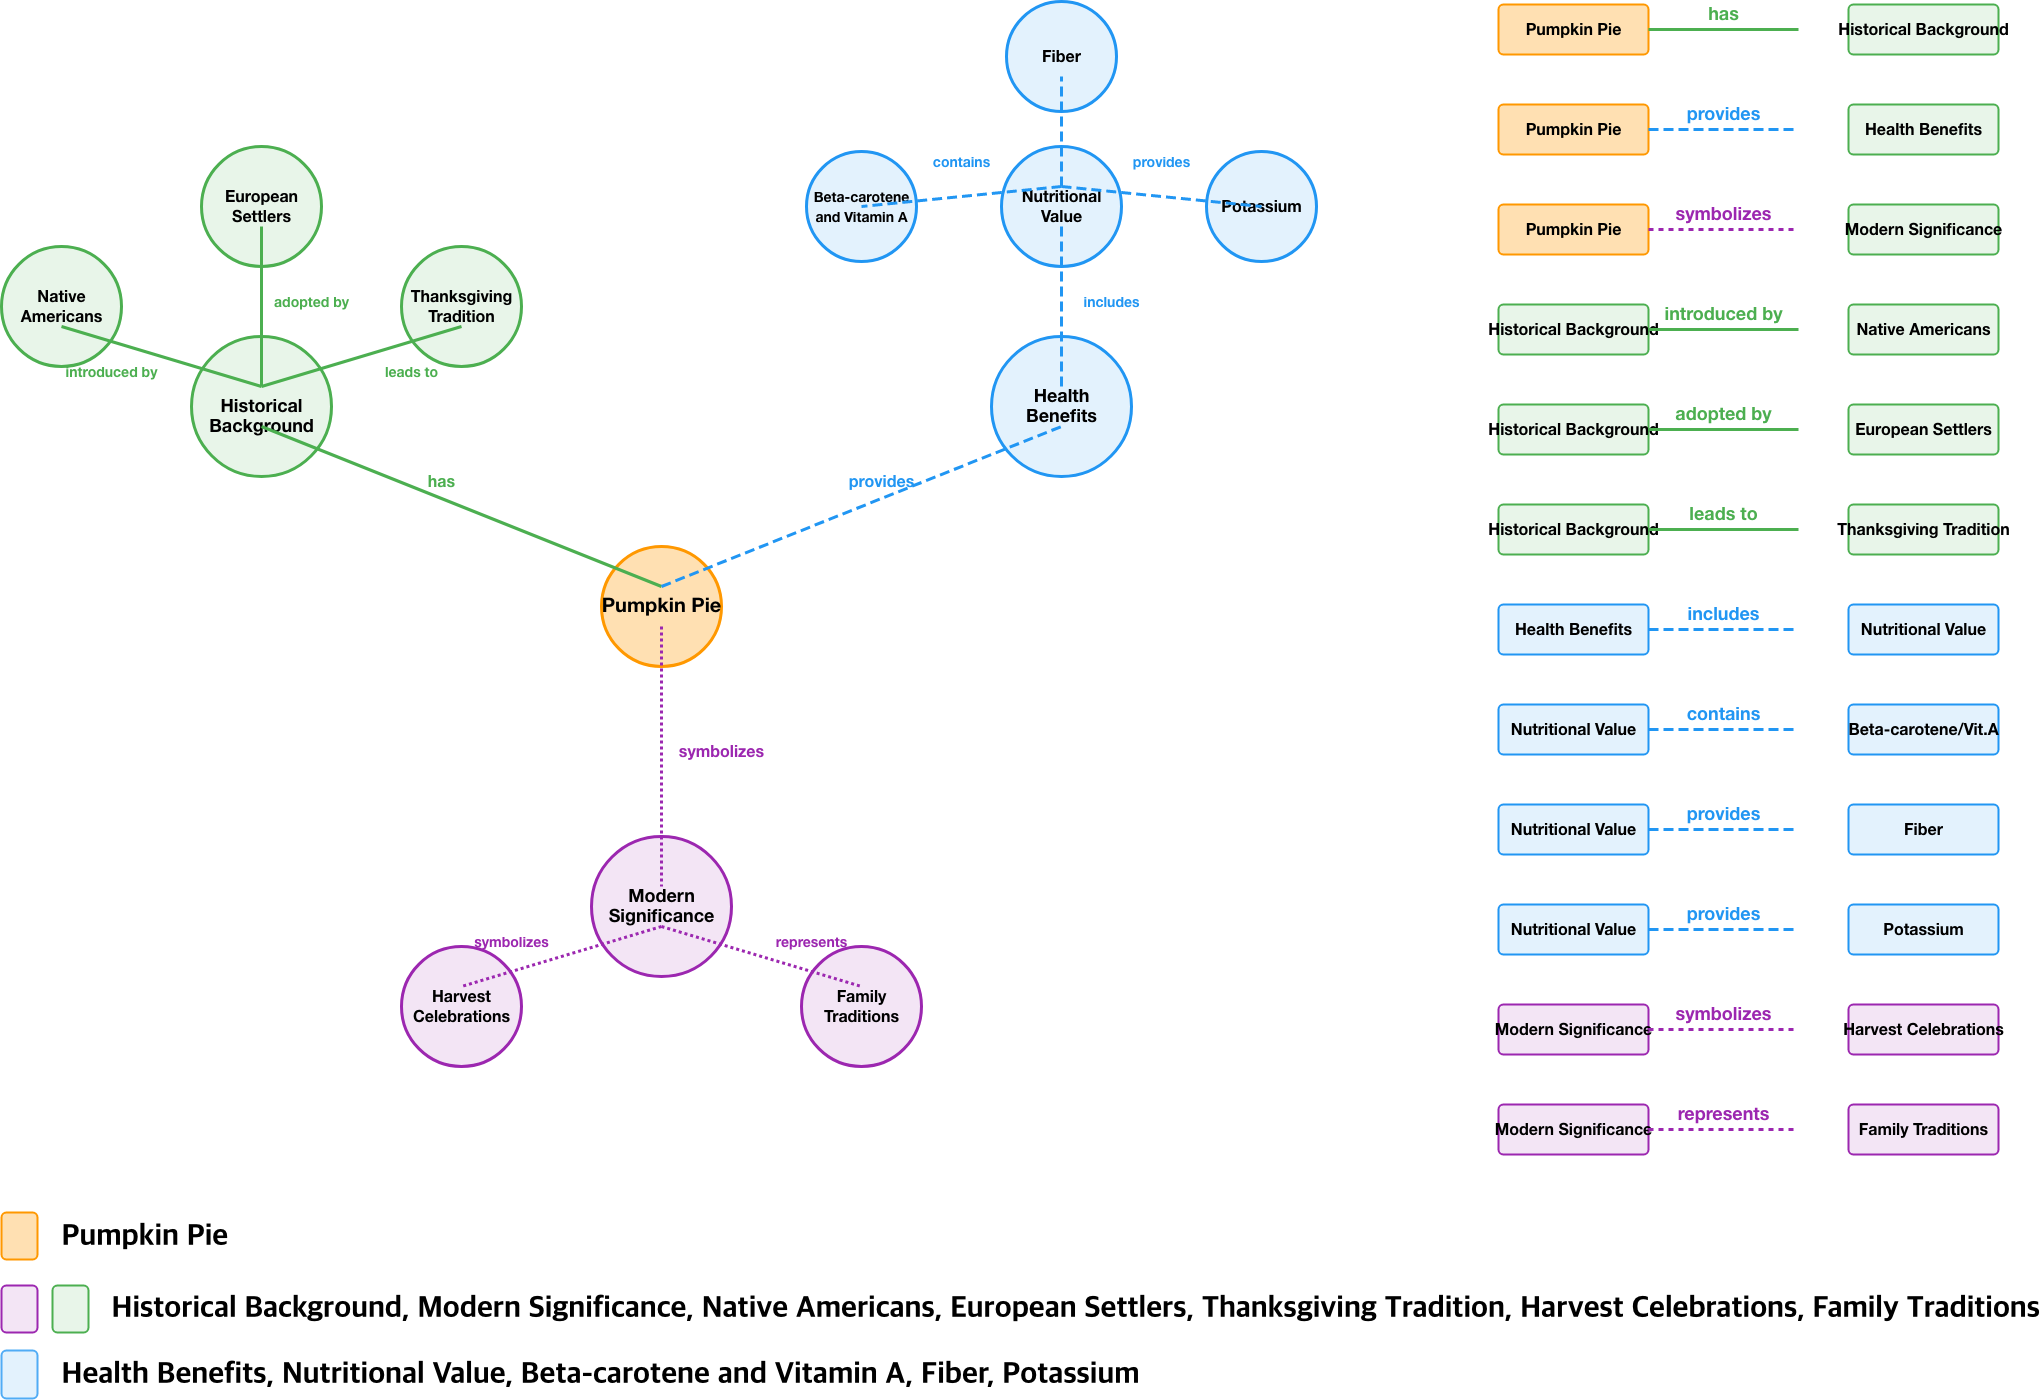 Fiber
Beta-carotene
and Vitamin A
contains
Nutritional
Value
provides
Potassium
European
Settlers
Native
Americans
adopted by
Thanksgiving
Tradition
includes
introduced by
leads to
Historical
Background
Health
Benefits
has
provides
Pumpkin Pie
symbolizes
Modern
Significance
symbolizes
represents
Harvest
Celebrations
Family
Traditions
Pumpkin Pie has Historical Background
Pumpkin Pie provides Health Benefits
Pumpkin Pie symbolizes Modern Significance
Historical Background introduced by Native Americans
Historical Background adopted by European Settlers
Historical Background leads to Thanksgiving Tradition
Health Benefits includes Nutritional Value
Nutritional Value contains Beta-carotene/Vit.A
Nutritional Value provides Fiber
Nutritional Value provides Potassium
Modern Significance symbolizes Harvest Celebrations
Modern Significance represents Family Traditions
Pumpkin Pie
Historical Background, Modern Significance, Native Americans, European Settlers, Thanksgiving Tradition, Harvest Celebrations, Family Traditions
Health Benefits, Nutritional Value, Beta-carotene and Vitamin A, Fiber, Potassium